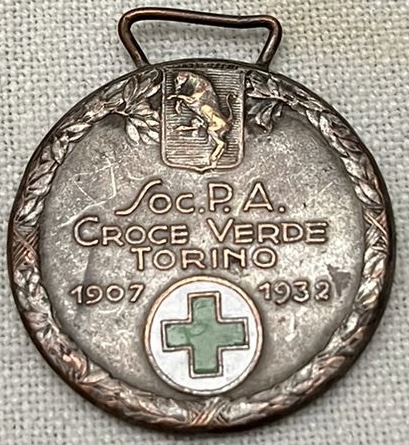 Soc. P. A.
CROCE VERDE
TORINO
1907 1932